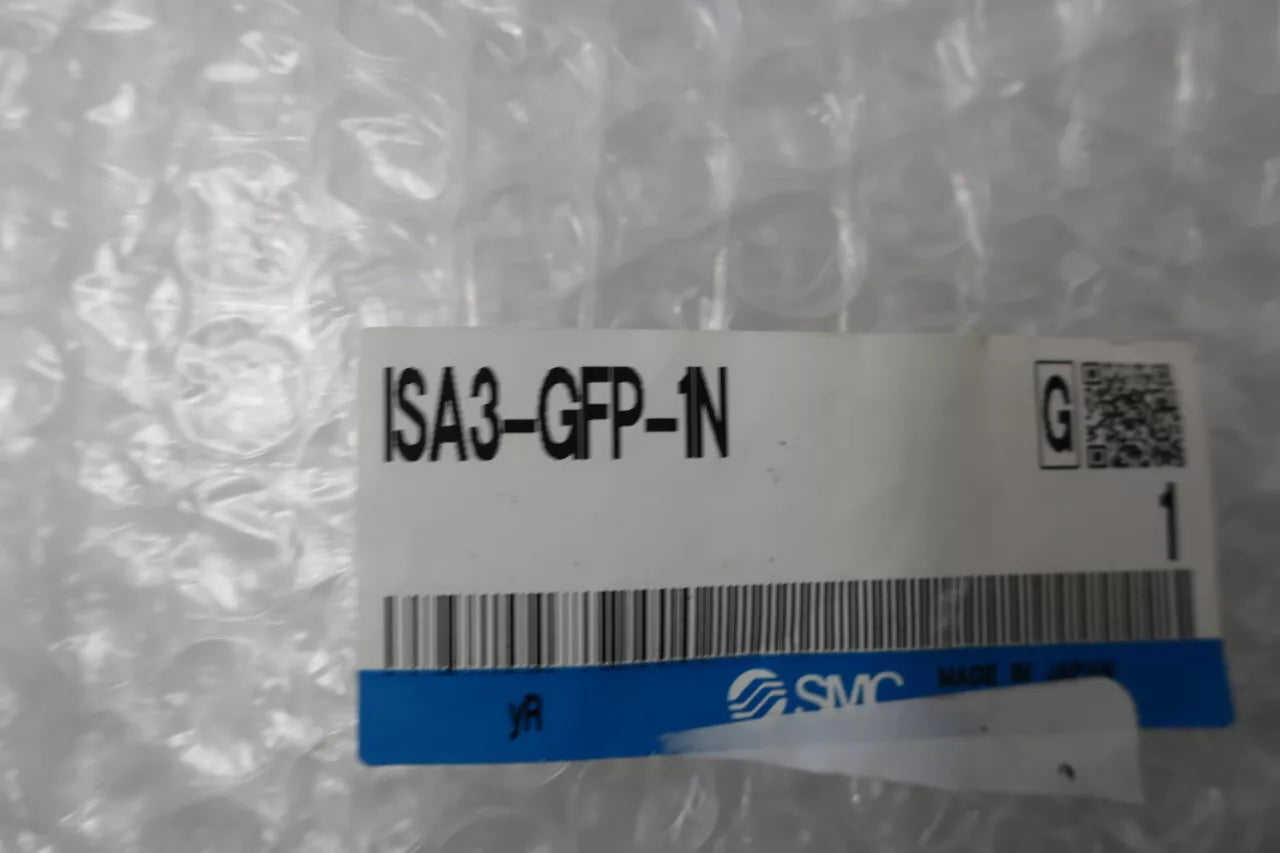 ISA3-GFP-1N
G
1
yR
SMC MADE IN JAPAN